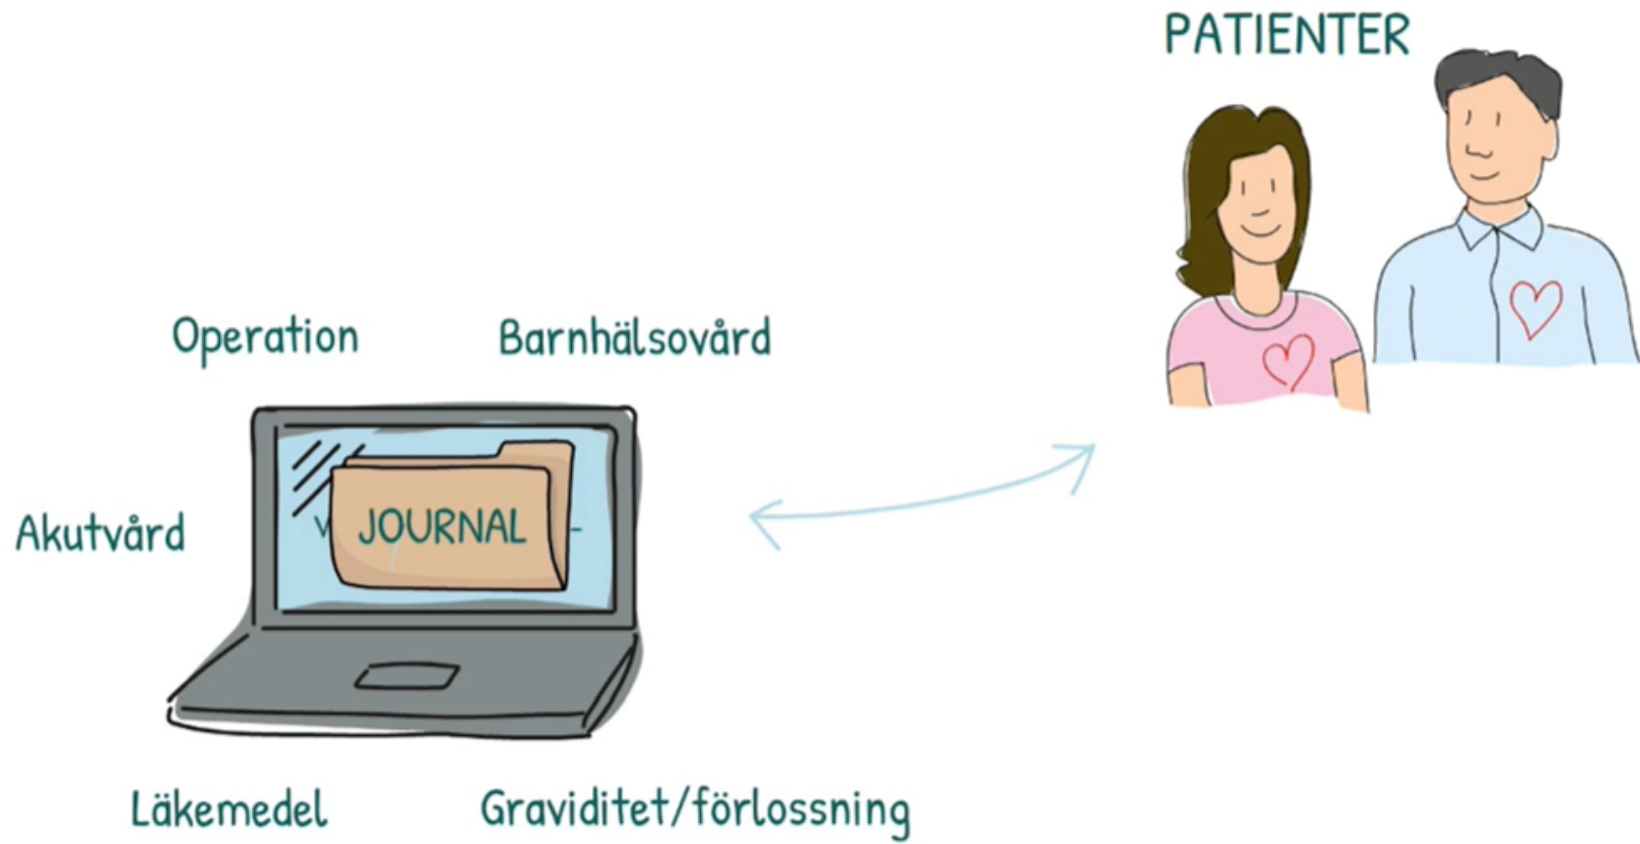 PATIENTER
Operation
Barnhälsovård
JOURNAL
Akutvård
Läkemedel
Graviditet/förlossning